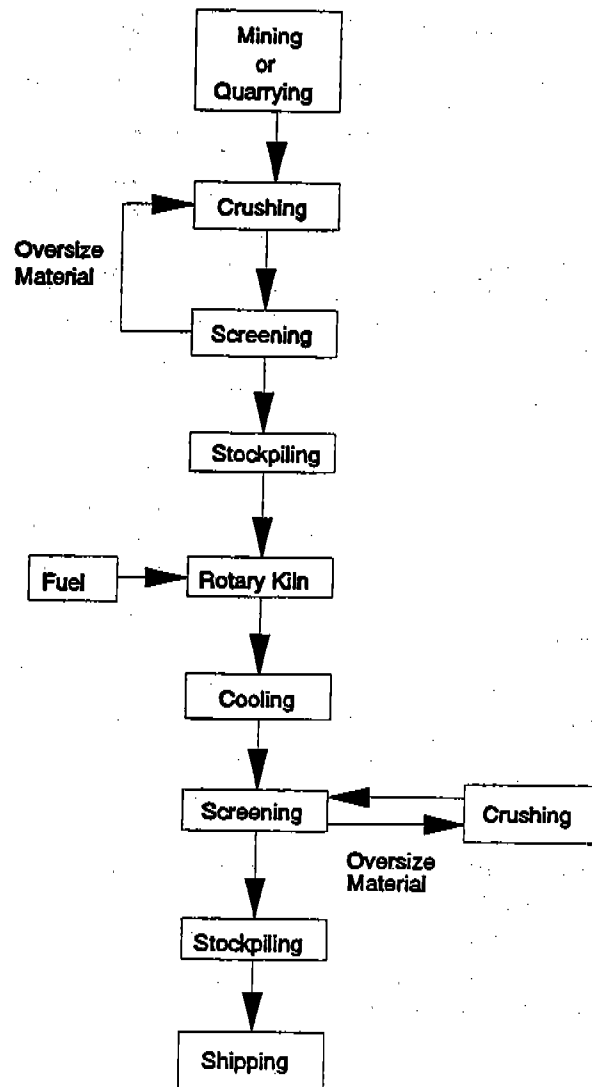 Mining
or
Quarrying
Crushing
Oversize
Material
Screening
Stockpiling
Fuel
Rotary Kiln
Cooling
Screening
Crushing
Oversize
Material
Stockpiling
Shipping